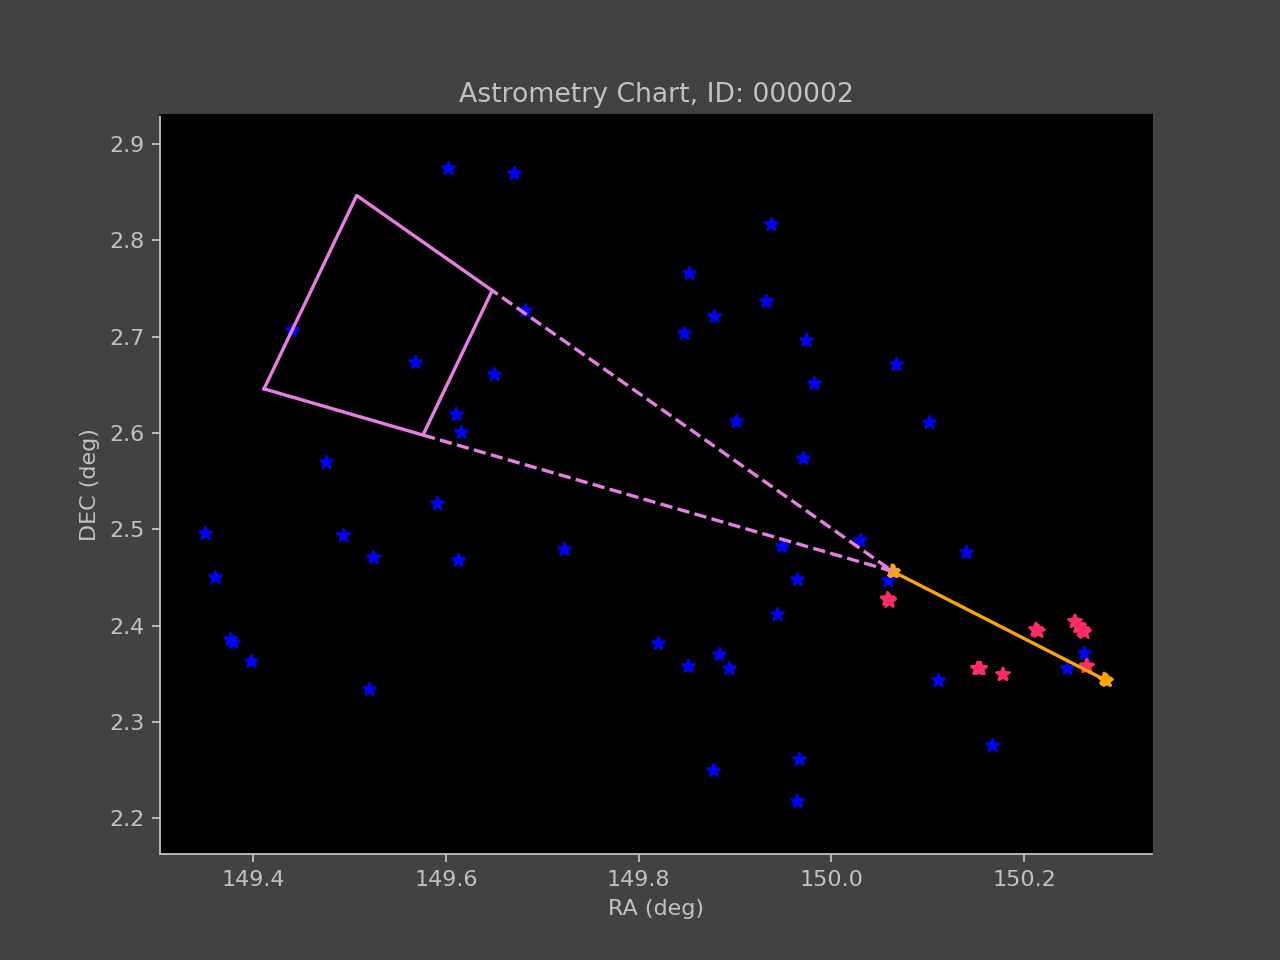 Astrometry Chart, ID: 000002
2.9
2.8
2.7
2.6
2.5
2.4
2.3
2.2
DEC (deg)
149.4 149.6 149.8 150.0 150.2
RA (deg)